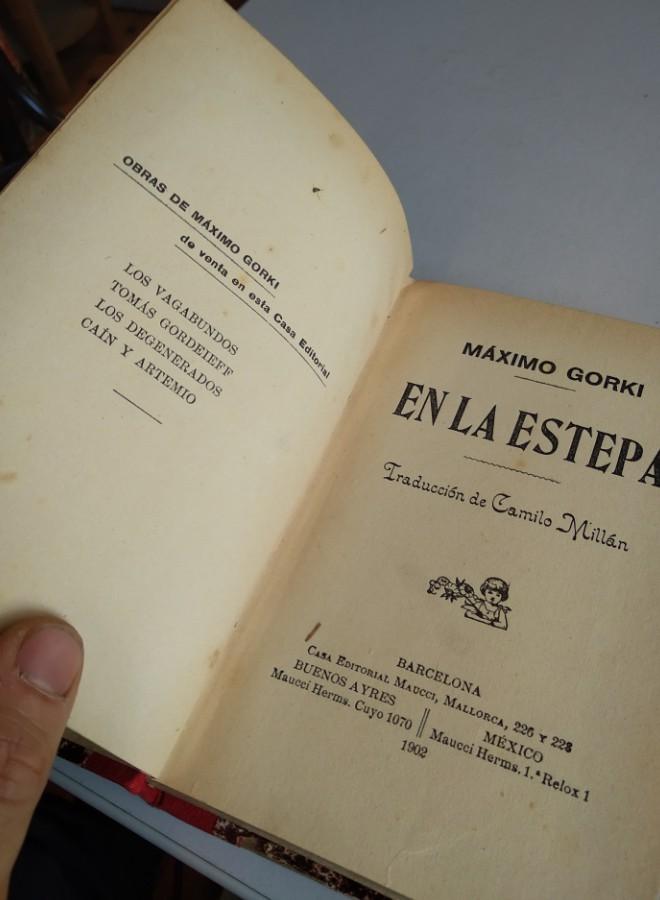 OBRAS DE MÁXIMO GORKI
de venta en esta Casa Editorial
LOS VAGABUNDOS
TOMÁS GORDEIEFF
LOS DEGENERADOS
CAÍN Y ARTEMIO
MÁXIMO GORKI
EN LA ESTEPA
Traducción de Camilo Millán
BARCELONA
CASA EDITORIAL MAUCCI, MALLORCA, 226 Y 228
BUENOS AYRES
Maucci Herms. Cuyo 1070
MÉXICO
Maucci Herms. 1.ª Relox 1
1902